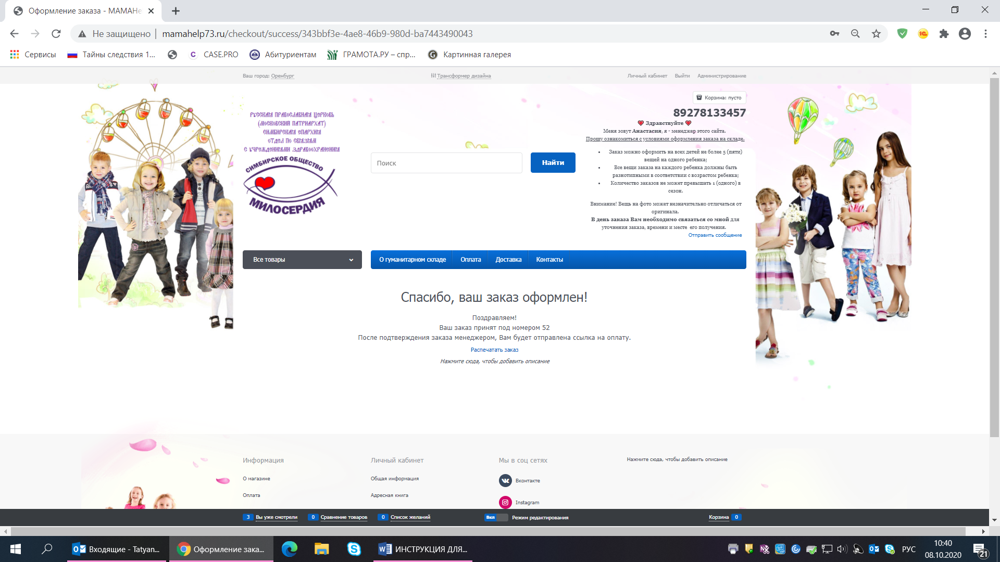 Оформление заказа - МАМАНе
Не защищено
mamahelp73.ru/checkout/success/343bbf3e-4ae8-46b9-980d-ba7443490043
Сервисы
Тайны следствия 1...
CASE.PRO
Абитуриентам
ГРАМОТА.РУ – спр...
Картинная галерея
Ваш город: Оренбург
Трансформер дизайна
Личный кабинет
Выйти
Администрирование
Корзина: пусто
89278133457
Здравствуйте
Меня зовут Анастасия, я - менеджер этого сайта.
Прошу ознакомиться с условиями оформления заказа на складе.
• Заказ можно оформить на всех детей не более 5 (пяти)
вещей на одного ребенка;
• Все вещи заказа на каждого ребенка должны быть
разнотипными в соответствии с возрастом ребенка;
• Количество заказов не может превышать 1 (одного) в
сезон.
Внимание! Вещь на фото может незначительно отличаться от
оригинала.
В день заказа Вам необходимо связаться со мной для
уточнения заказа, времени и месте его получения.
Отправить сообщение
РУССКАЯ ПРАВОСЛАВНАЯ ЦЕРКОВЬ
(МОСКОВСКИЙ ПАТРИАРХАТ)
СИМБИРСКАЯ ЕПАРХИЯ
ОТДЕЛ ПО СВЯЗЯМ
С УЧРЕЖДЕНИЯМИ ЗДРАВООХРАНЕНИЯ
СИМБИРСКОЕ ОБЩЕСТВО
МИЛОСЕРДИЯ
Поиск
Найти
Все товары
О гуманитарном складе
Оплата
Доставка
Контакты
Спасибо, ваш заказ оформлен!
Поздравляем!
Ваш заказ принят под номером 52
После подтверждения заказа менеджером, Вам будет отправлена ссылка на оплату.
Распечатать заказ
Нажмите сюда, чтобы добавить описание
Информация
О магазине
Оплата
Личный кабинет
Общая информация
Адресная книга
Мы в соц сетях
Вконтакте
Instagram
Нажмите сюда, чтобы добавить описание
3 Вы уже смотрели
0 Сравнение товаров
0 Список желаний
Вкл Режим редактирования
Корзина 0
Входящие - Tatyan...
Оформление зака...
ИНСТРУКЦИЯ ДЛЯ...
РУС
10:40
08.10.2020
21